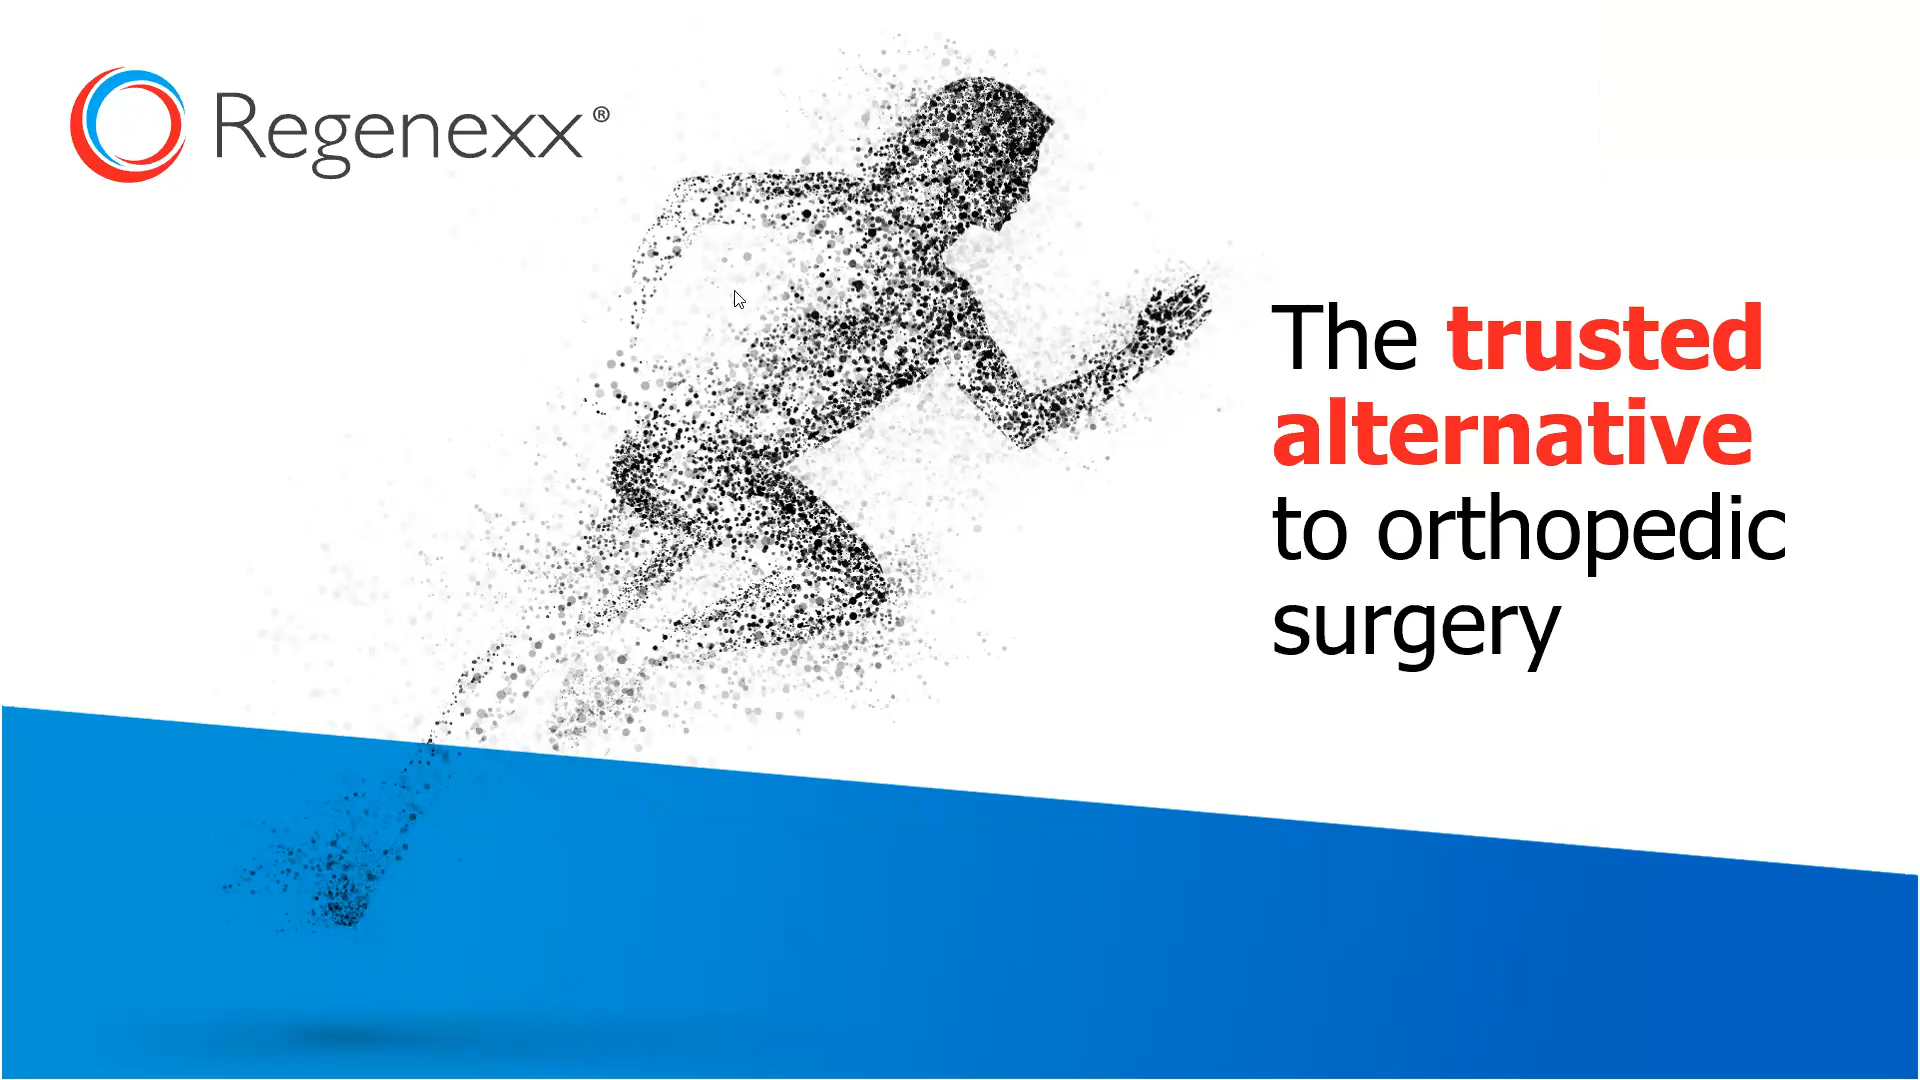 Regenexx®
The trusted
alternative
to orthopedic
surgery